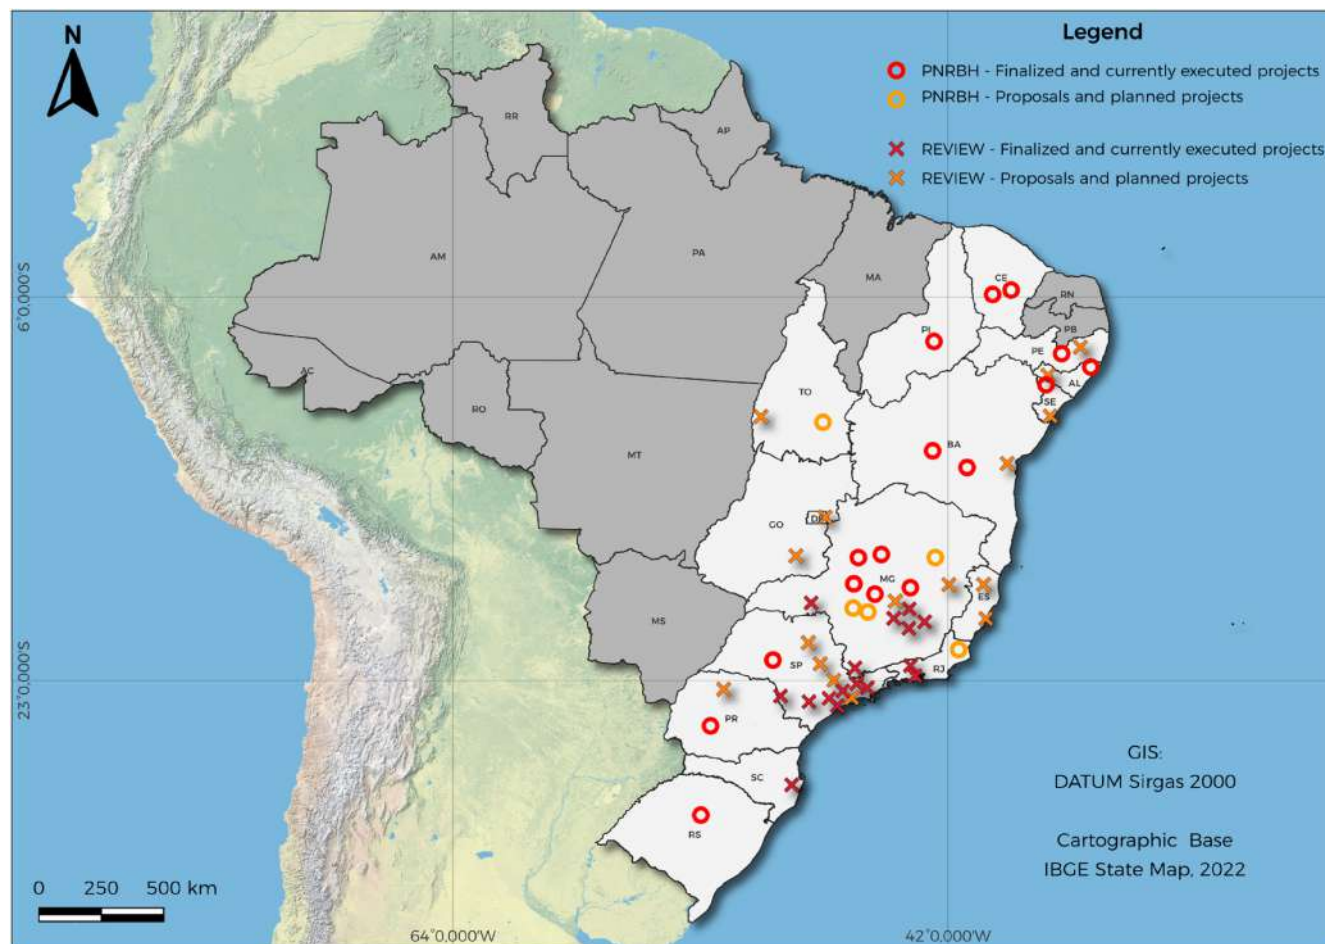 N
Legend
PNRBH - Finalized and currently executed projects
PNRBH - Proposals and planned projects
REVIEW - Finalized and currently executed projects
REVIEW - Proposals and planned projects
RR
AP
AM
PA
MA
CE
RN
PB
PI
PE
AL
SE
AC
RO
TO
BA
MT
GO
DF
MG
ES
MS
SP
RJ
PR
SC
RS
6°0,000'S
23°0,000'S
GIS:
DATUM Sirgas 2000
Cartographic Base
IBGE State Map, 2022
0 250 500 km
64°0,000'W
42°0,000'W